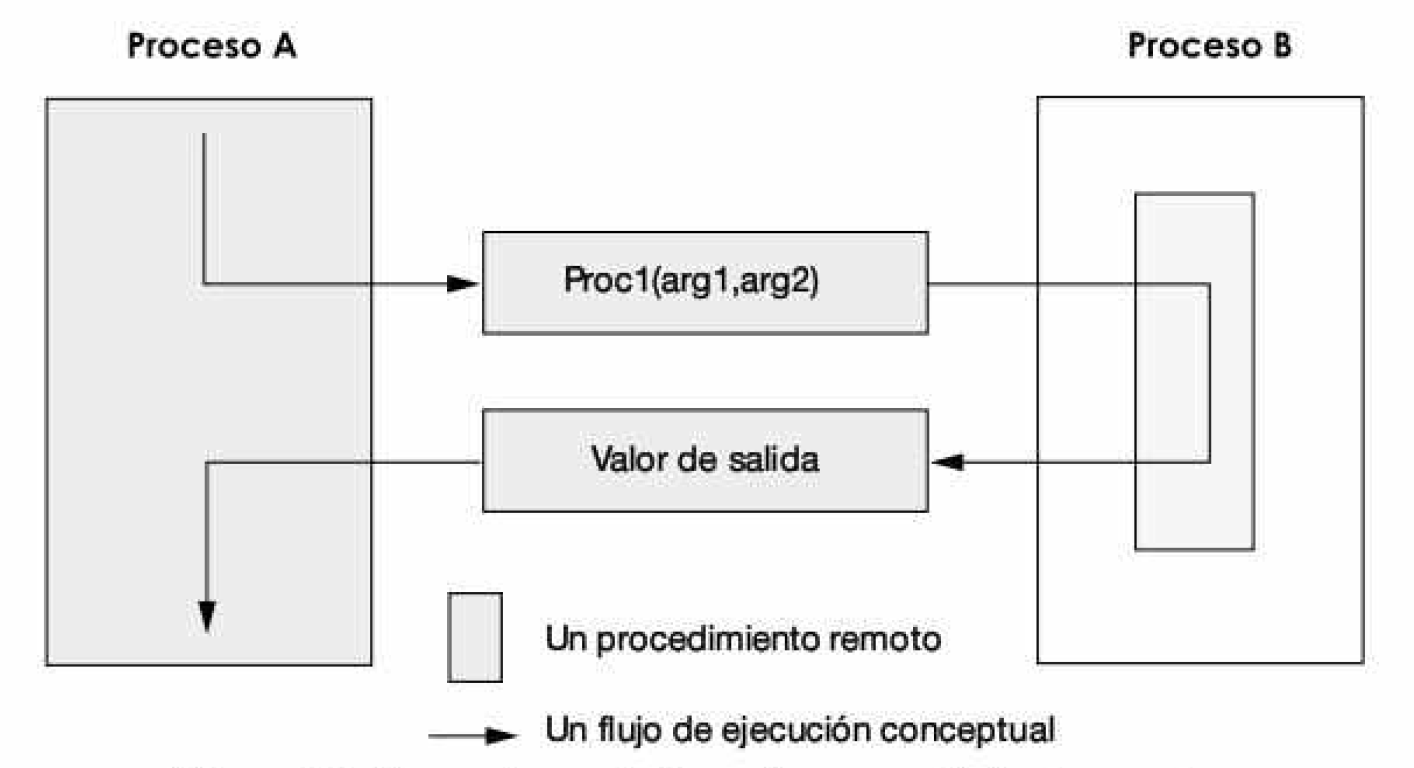 Proceso A
Proceso B
Proc1(arg1,arg2)
Valor de salida
Un procedimiento remoto
Un flujo de ejecución conceptual